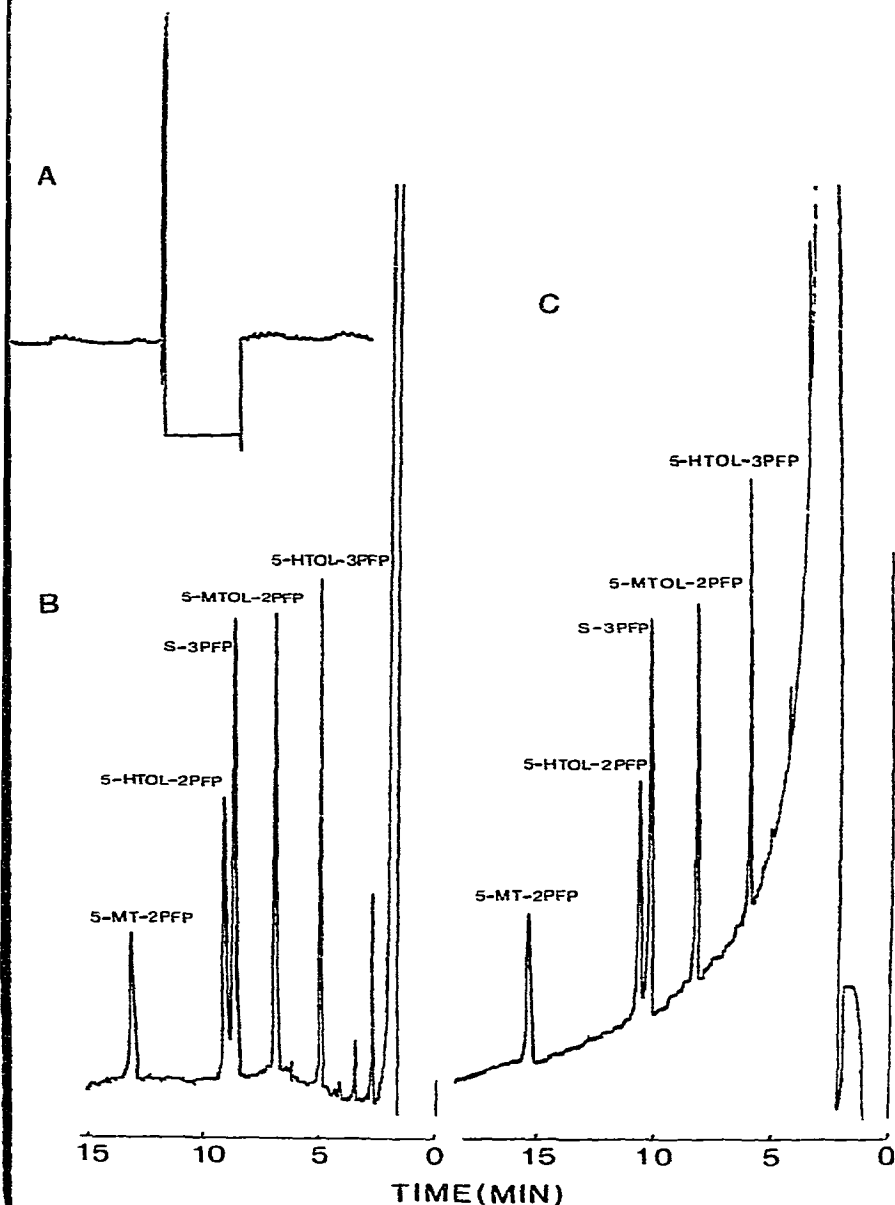 A
C
5-HTOL-3PFP
5-MTOL-2PFP
S-3PFP
5-HTOL-2PFP
5-MT-2PFP
B
5-HTOL-3PFP
5-MTOL-2PFP
S-3PFP
5-HTOL-2PFP
5-MT-2PFP
15 10 5 0 15 10 5 0
TIME(MIN)